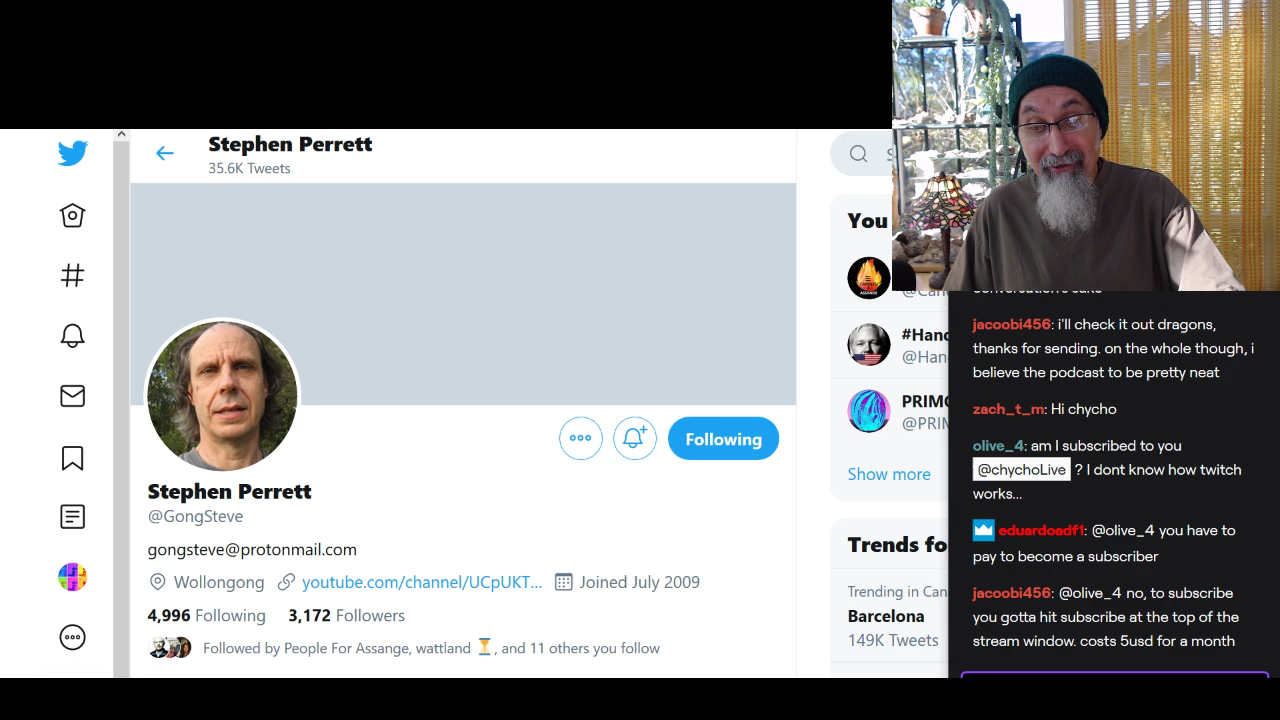 Stephen Perrett
35.6K Tweets
Stephen Perrett
@GongSteve
gongsteve@protonmail.com
Wollongong youtube.com/channel/UCpUKT... Joined July 2009
4,996 Following 3,172 Followers
Followed by People For Assange, wattland ⏳, and 11 others you follow
Following
You
#Hanc
@Han
PRIMO
@PRIM
Show more
Trends fo
Trending in Can
Barcelona
149K Tweets
jacoobi456: i'll check it out dragons,
thanks for sending. on the whole though, i
believe the podcast to be pretty neat
zach_t_m: Hi chycho
olive_4: am I subscribed to you
@chychoLive ? I dont know how twitch
works...
eduardoadf1: @olive_4 you have to
pay to become a subscriber
jacoobi456: @olive_4 no, to subscribe
you gotta hit subscribe at the top of the
stream window. costs 5usd for a month